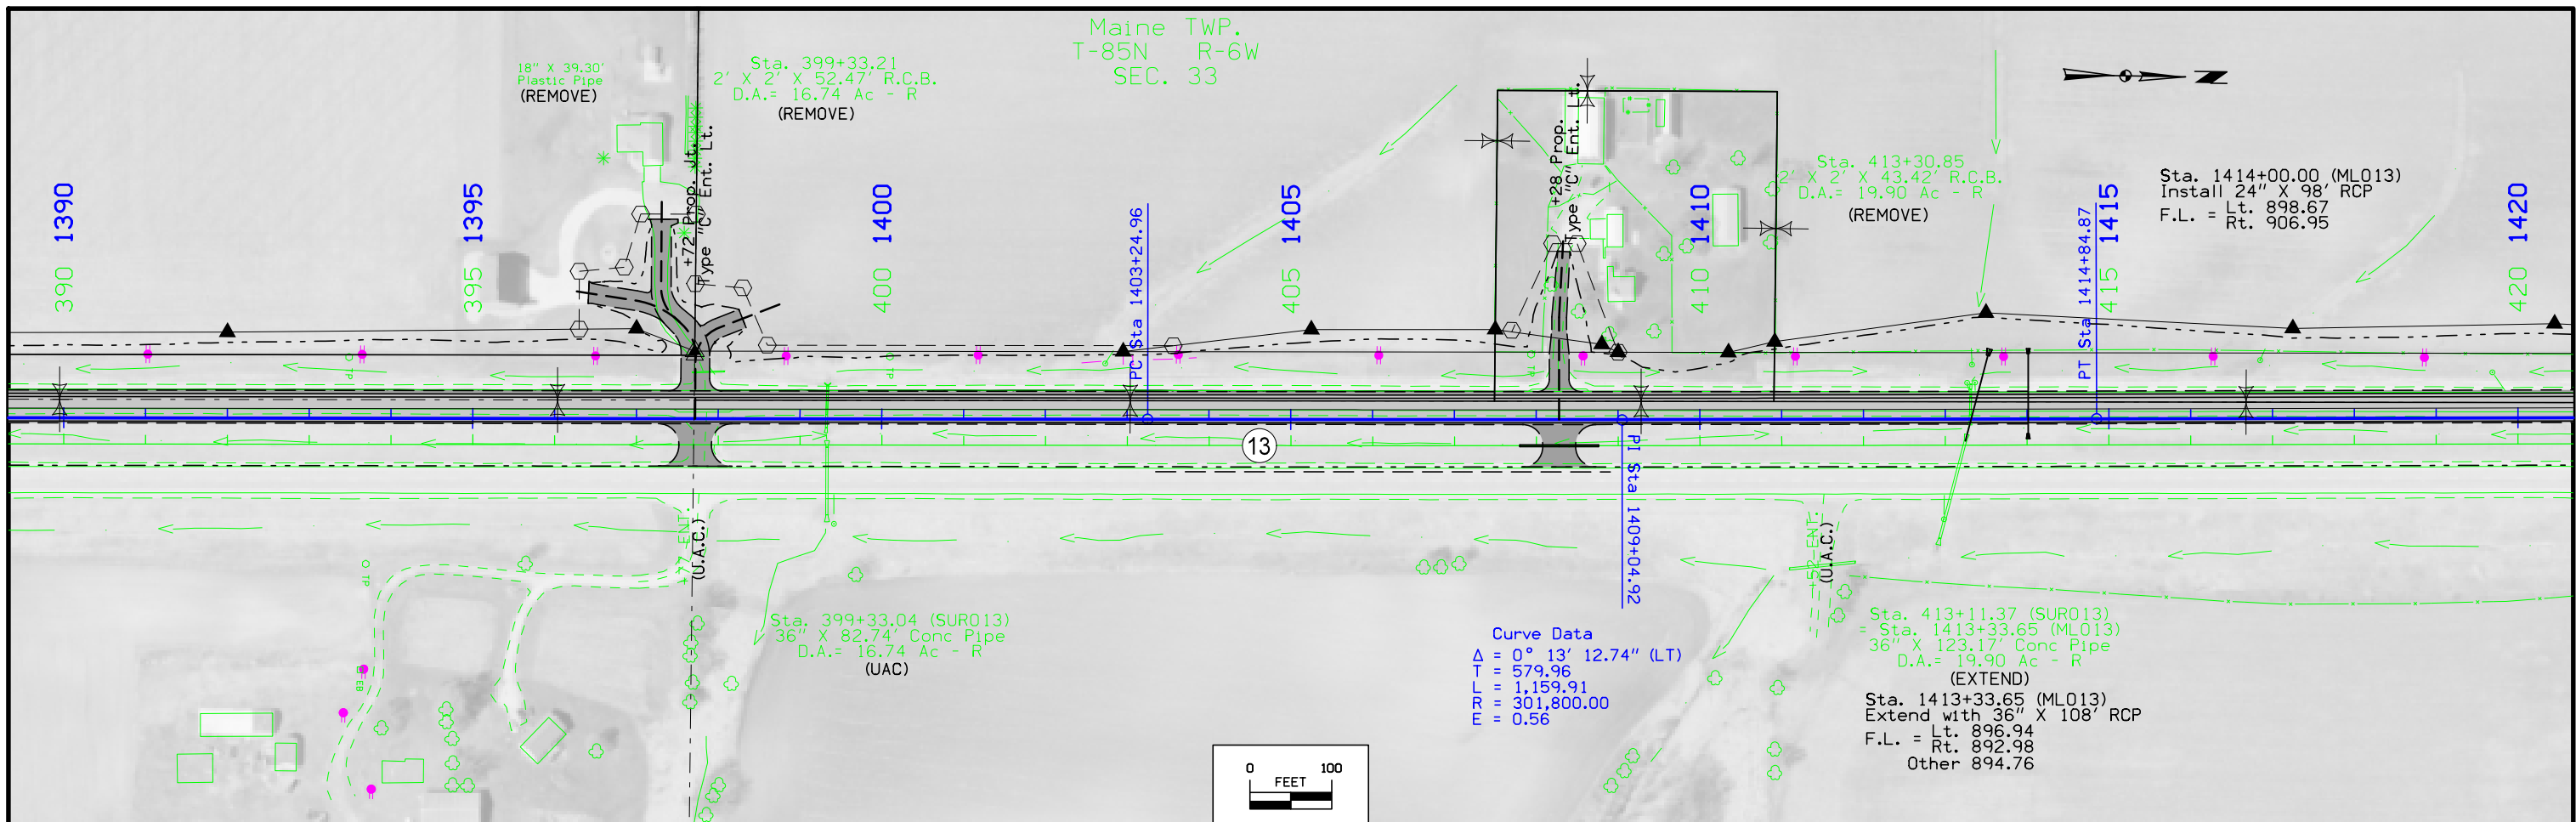 Maine TWP.
T-85N R-6W
SEC. 33
18" X 39.30'
Plastic Pipe
(REMOVE)
Sta. 399+33.21
2' X 2' X 52.47' R.C.B.
D.A.= 16.74 Ac - R
(REMOVE)
+72 Prop. Jt.
Type "C" Ent. Lt.
+28 Prop.
Type "C" Ent. Lt.
Sta. 413+30.85
2' X 2' X 43.42' R.C.B.
D.A.= 19.90 Ac - R
(REMOVE)
Sta. 1414+00.00 (ML013)
Install 24" X 98' RCP
F.L. = Lt. 898.67
Rt. 906.95
1390
1395
1400
1405
1410
1415
1420
390
395
400
405
410
415
420
PC Sta 1403+24.96
PT Sta 1414+84.87
PI Sta 1409+04.92
TP
TP
TP
13
+77 ENT.
(U.A.C.)
+52 ENT.
(U.A.C.)
TP
EB
Sta. 399+33.04 (SUR013)
36" X 82.74' Conc Pipe
D.A.= 16.74 Ac - R
(UAC)
Curve Data
Δ = 0° 13' 12.74" (LT)
T = 579.96
L = 1,159.91
R = 301,800.00
E = 0.56
Sta. 413+11.37 (SUR013)
= Sta. 1413+33.65 (ML013)
36" X 123.17' Conc Pipe
D.A.= 19.90 Ac - R
(EXTEND)
Sta. 1413+33.65 (ML013)
Extend with 36" X 108' RCP
F.L. = Lt. 896.94
Rt. 892.98
Other 894.76
0 100
FEET